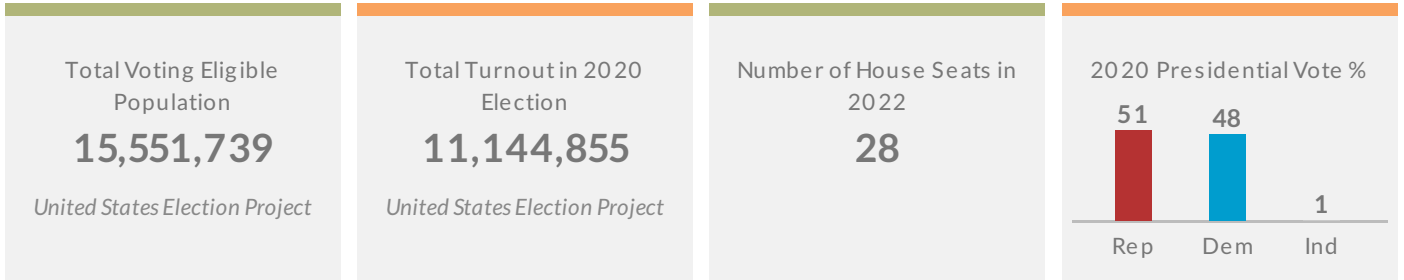 Total Voting Eligible
Population
15,551,739
United States Election Project
Total Turnout in 2020
Election
11,144,855
United States Election Project
Number of House Seats in
2022
28
2020 Presidential Vote %
51
48
1
Rep
Dem
Ind